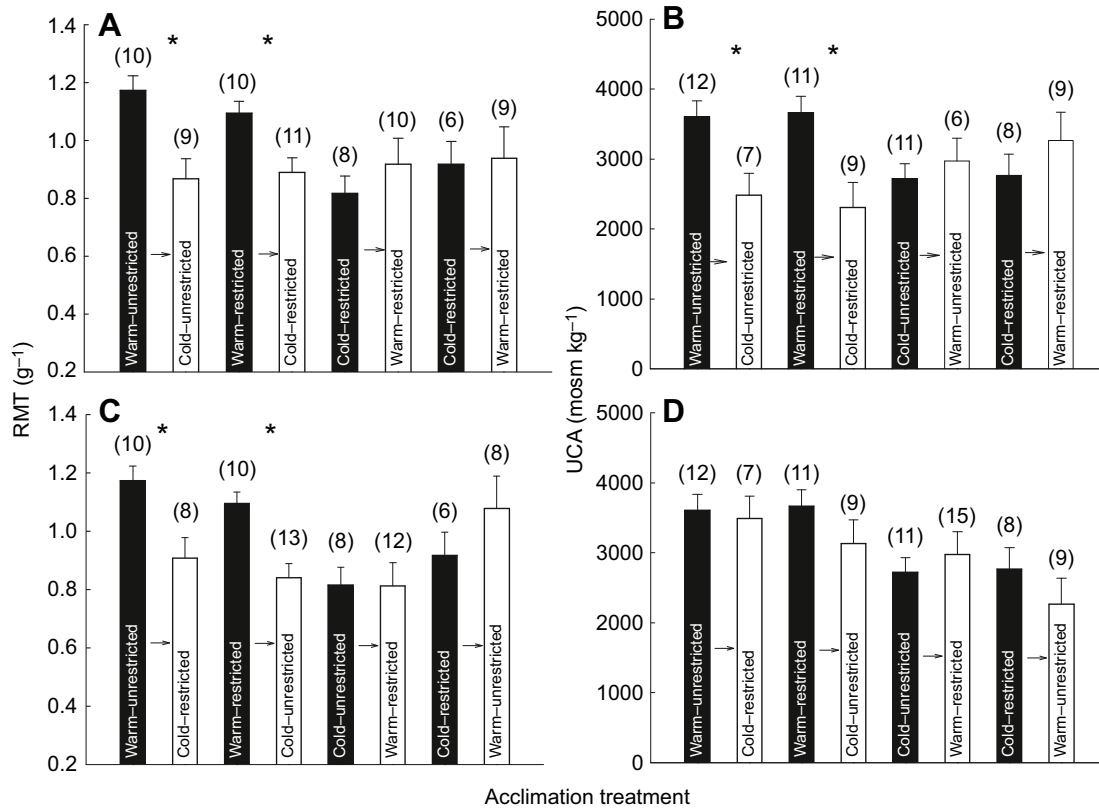 A
1.4
1.2
1.0
0.8
0.6
0.4
0.2
*
*
(10)
(9)
(10)
(11)
(8)
(10)
(6)
(9)
Warm–unrestricted
Cold–unrestricted
Warm–restricted
Cold–restricted
Cold–restricted
Warm–restricted
Cold–restricted
Warm–restricted
B
5000
4000
3000
2000
1000
0
*
*
(12)
(7)
(11)
(9)
(11)
(6)
(8)
(9)
Warm–unrestricted
Cold–unrestricted
Warm–restricted
Cold–restricted
Cold–unrestricted
Warm–restricted
Cold–restricted
Warm–restricted
RMT (g–1)
UCA (mosm kg–1)
C
1.4
1.2
1.0
0.8
0.6
0.4
0.2
*
*
(10)
(8)
(10)
(13)
(8)
(12)
(6)
(8)
Warm–unrestricted
Cold–restricted
Warm–restricted
Cold–unrestricted
Cold–unrestricted
Warm–restricted
Cold–restricted
Warm–unrestricted
D
5000
4000
3000
2000
1000
0
(12)
(7)
(11)
(9)
(11)
(15)
(8)
(9)
Warm–unrestricted
Cold–restricted
Warm–restricted
Cold–unrestricted
Cold–unrestricted
Warm–restricted
Cold–restricted
Warm–unrestricted
Acclimation treatment